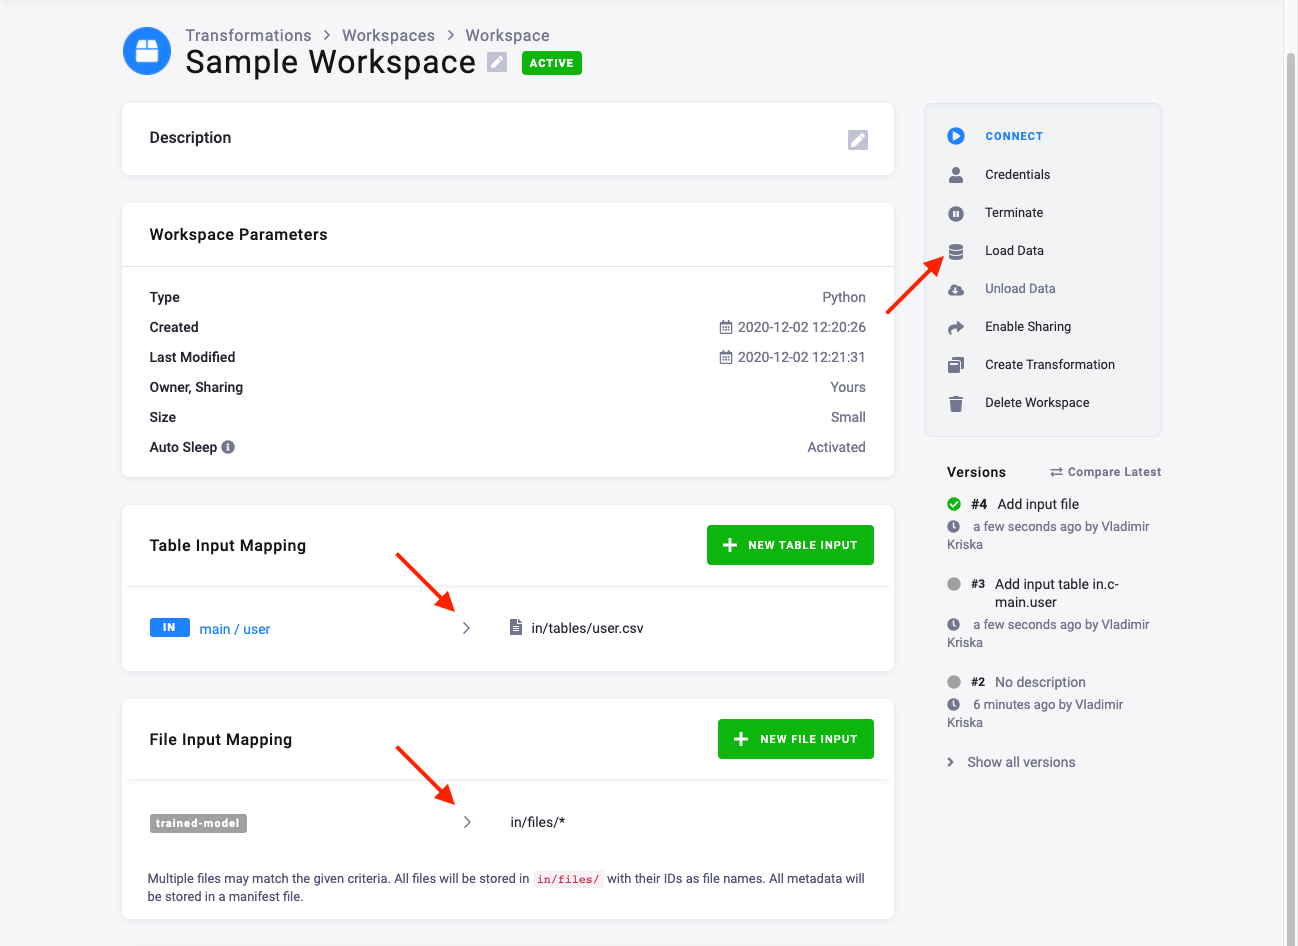 Transformations > Workspaces > Workspace
Sample Workspace ACTIVE
Description
Workspace Parameters
Type Python
Created 2020-12-02 12:20:26
Last Modified 2020-12-02 12:21:31
Owner, Sharing Yours
Size Small
Auto Sleep Activated
Table Input Mapping NEW TABLE INPUT
IN main / user > in/tables/user.csv
File Input Mapping NEW FILE INPUT
trained-model > in/files/*
Multiple files may match the given criteria. All files will be stored in in/files/ with their IDs as file names. All metadata will
be stored in a manifest file.
CONNECT
Credentials
Terminate
Load Data
Unload Data
Enable Sharing
Create Transformation
Delete Workspace
Versions Compare Latest
#4 Add input file
a few seconds ago by Vladimir
Kriska
#3 Add input table in.c-
main.user
a few seconds ago by Vladimir
Kriska
#2 No description
6 minutes ago by Vladimir
Kriska
> Show all versions